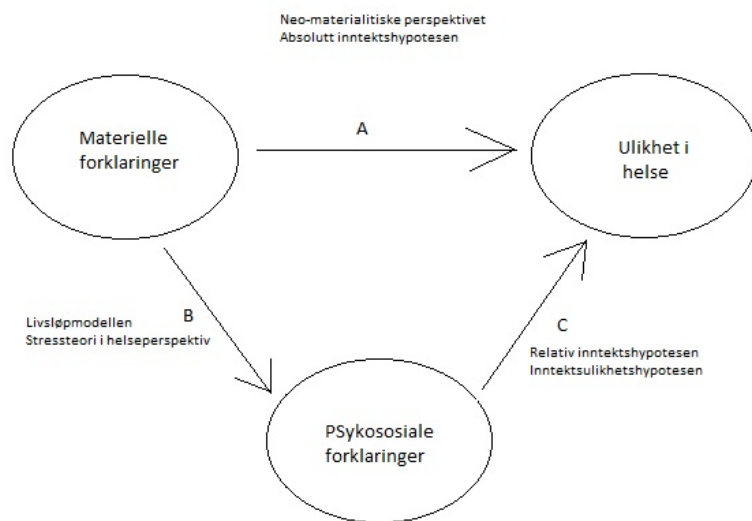 Neo-materialitiske perspektivet
Absolutt inntektshypotesen
Materielle
forklaringer
A
Ulikhet i
helse
Livsløpmodellen
Stressteori i helseperspektiv
B
C
Relativ inntektshypotesen
Inntektsulikhetshypotesen
PSykososiale
forklaringer